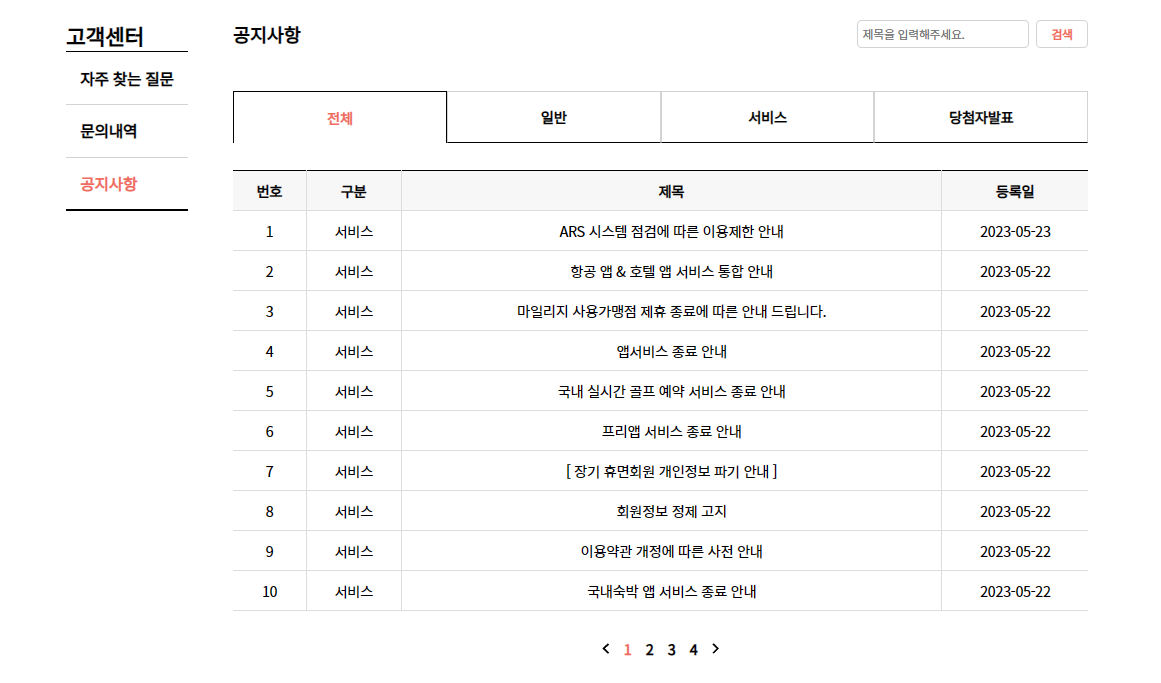 고객센터
자주 찾는 질문
문의내역
공지사항
공지사항
제목을 입력해주세요. 검색
전체 일반 서비스 당첨자발표
번호 구분 제목 등록일
1 서비스 ARS 시스템 점검에 따른 이용제한 안내 2023-05-23
2 서비스 항공 앱 & 호텔 앱 서비스 통합 안내 2023-05-22
3 서비스 마일리지 사용가맹점 제휴 종료에 따른 안내 드립니다. 2023-05-22
4 서비스 앱서비스 종료 안내 2023-05-22
5 서비스 국내 실시간 골프 예약 서비스 종료 안내 2023-05-22
6 서비스 프리앱 서비스 종료 안내 2023-05-22
7 서비스 [ 장기 휴면회원 개인정보 파기 안내 ] 2023-05-22
8 서비스 회원정보 정제 고지 2023-05-22
9 서비스 이용약관 개정에 따른 사전 안내 2023-05-22
10 서비스 국내숙박 앱 서비스 종료 안내 2023-05-22
< 1 2 3 4 >